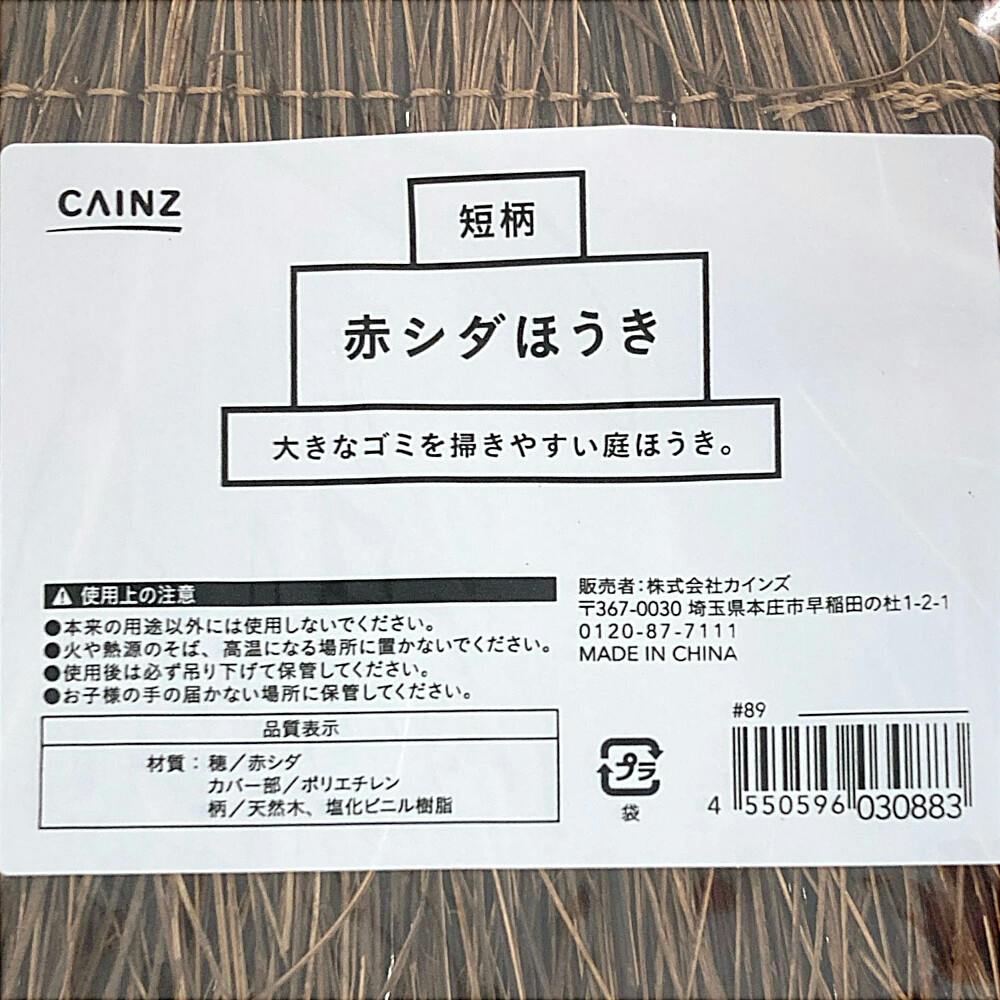 CAINZ
短柄
赤シダほうき
大きなゴミを掃きやすい庭ほうき。
使用上の注意
●本来の用途以外には使用しないでください。
●火や熱源のそば、高温になる場所に置かないでください。
●使用後は必ず吊り下げて保管してください。
●お子様の手の届かない場所に保管してください。
品質表示
材質：穂／赤シダ
カバー部／ポリエチレン
柄／天然木、塩化ビニル樹脂
販売者：株式会社カインズ
〒367-0030 埼玉県本庄市早稲田の杜1-2-1
0120-87-7111
MADE IN CHINA
プラ
袋
#89
4 550596 030883